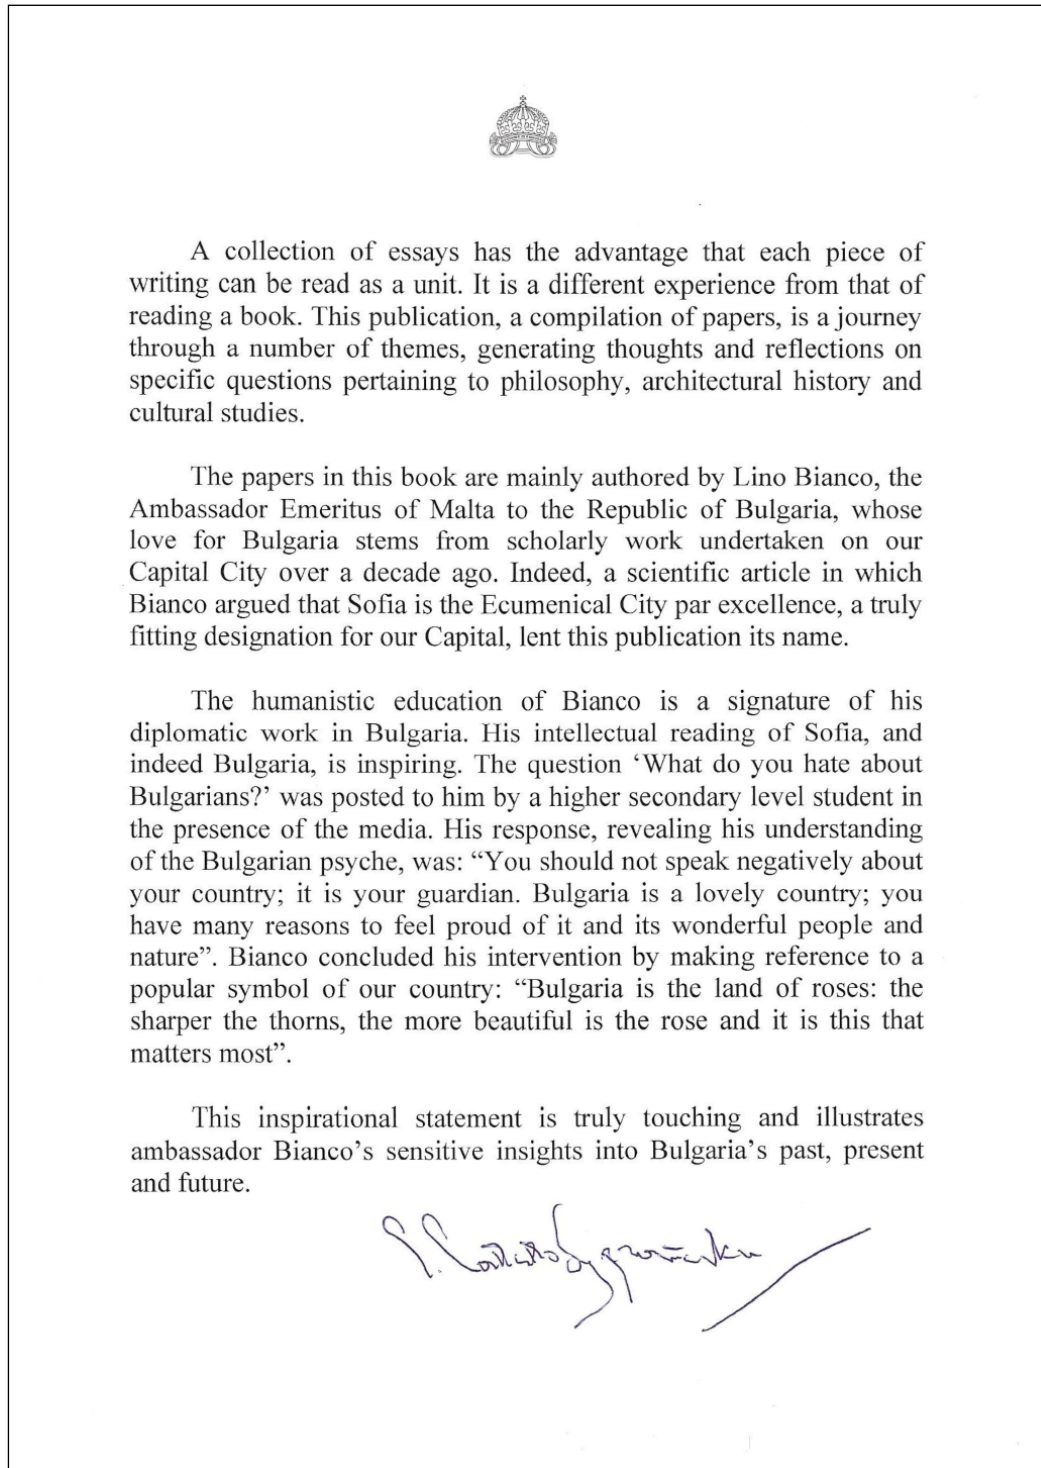 A collection of essays has the advantage that each piece of
writing can be read as a unit. It is a different experience from that of
reading a book. This publication, a compilation of papers, is a journey
through a number of themes, generating thoughts and reflections on
specific questions pertaining to philosophy, architectural history and
cultural studies.
The papers in this book are mainly authored by Lino Bianco, the
Ambassador Emeritus of Malta to the Republic of Bulgaria, whose
love for Bulgaria stems from scholarly work undertaken on our
Capital City over a decade ago. Indeed, a scientific article in which
Bianco argued that Sofia is the Ecumenical City par excellence, a truly
fitting designation for our Capital, lent this publication its name.
The humanistic education of Bianco is a signature of his
diplomatic work in Bulgaria. His intellectual reading of Sofia, and
indeed Bulgaria, is inspiring. The question ‘What do you hate about
Bulgarians?’ was posted to him by a higher secondary level student in
the presence of the media. His response, revealing his understanding
of the Bulgarian psyche, was: “You should not speak negatively about
your country; it is your guardian. Bulgaria is a lovely country; you
have many reasons to feel proud of it and its wonderful people and
nature”. Bianco concluded his intervention by making reference to a
popular symbol of our country: “Bulgaria is the land of roses: the
sharper the thorns, the more beautiful is the rose and it is this that
matters most”.
This inspirational statement is truly touching and illustrates
ambassador Bianco’s sensitive insights into Bulgaria’s past, present
and future.